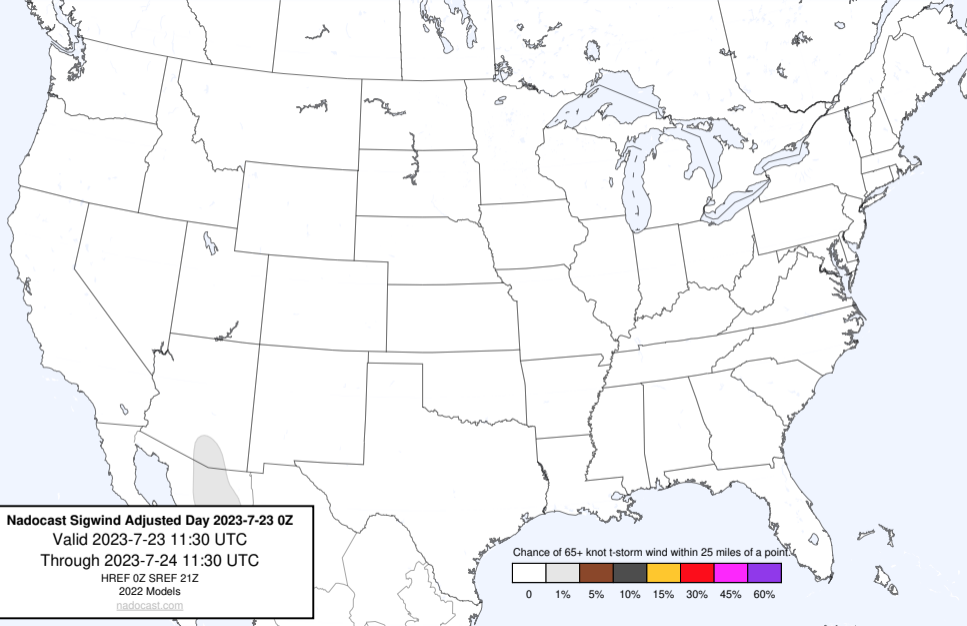 Nadocast Sigwind Adjusted Day 2023-7-23 0Z
Valid 2023-7-23 11:30 UTC
Through 2023-7-24 11:30 UTC
HREF 0Z SREF 21Z
2022 Models
nadocast.com
Chance of 65+ knot t-storm wind within 25 miles of a point.
0 1% 5% 10% 15% 30% 45% 60%